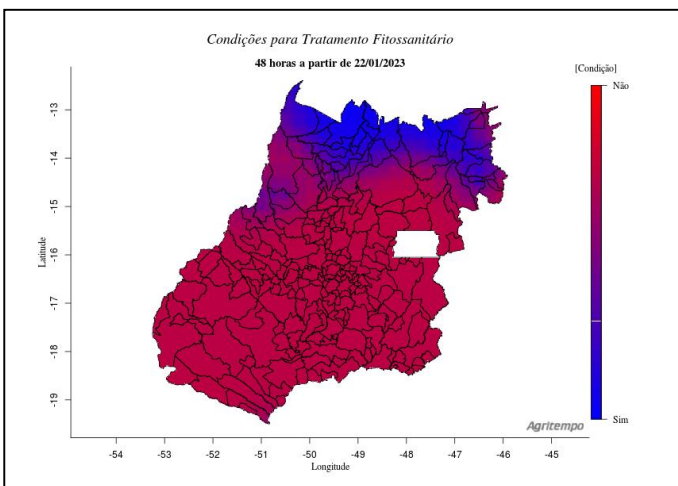 Condições para Tratamento Fitossanitário
48 horas a partir de 22/01/2023
[Condição]
Não
Sim
Latitude
-13
-14
-15
-16
-17
-18
-19
Agritempo
-54 -53 -52 -51 -50 -49 -48 -47 -46 -45
Longitude